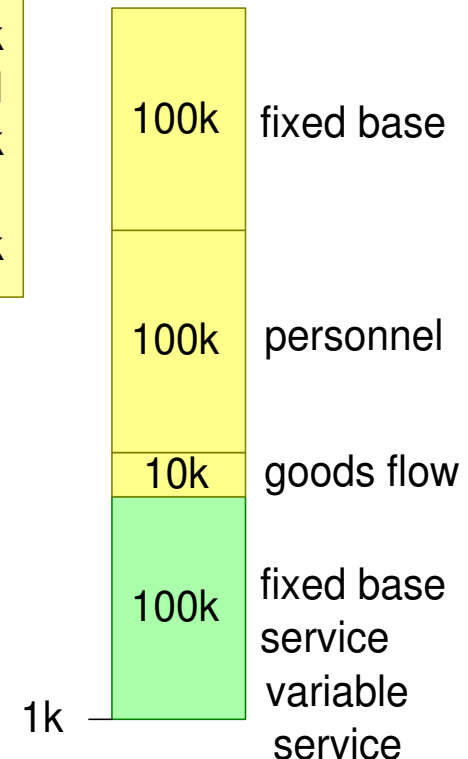 k
k
k
100k fixed base
100k personnel
10k goods flow
100k fixed base
service
variable
1k
service